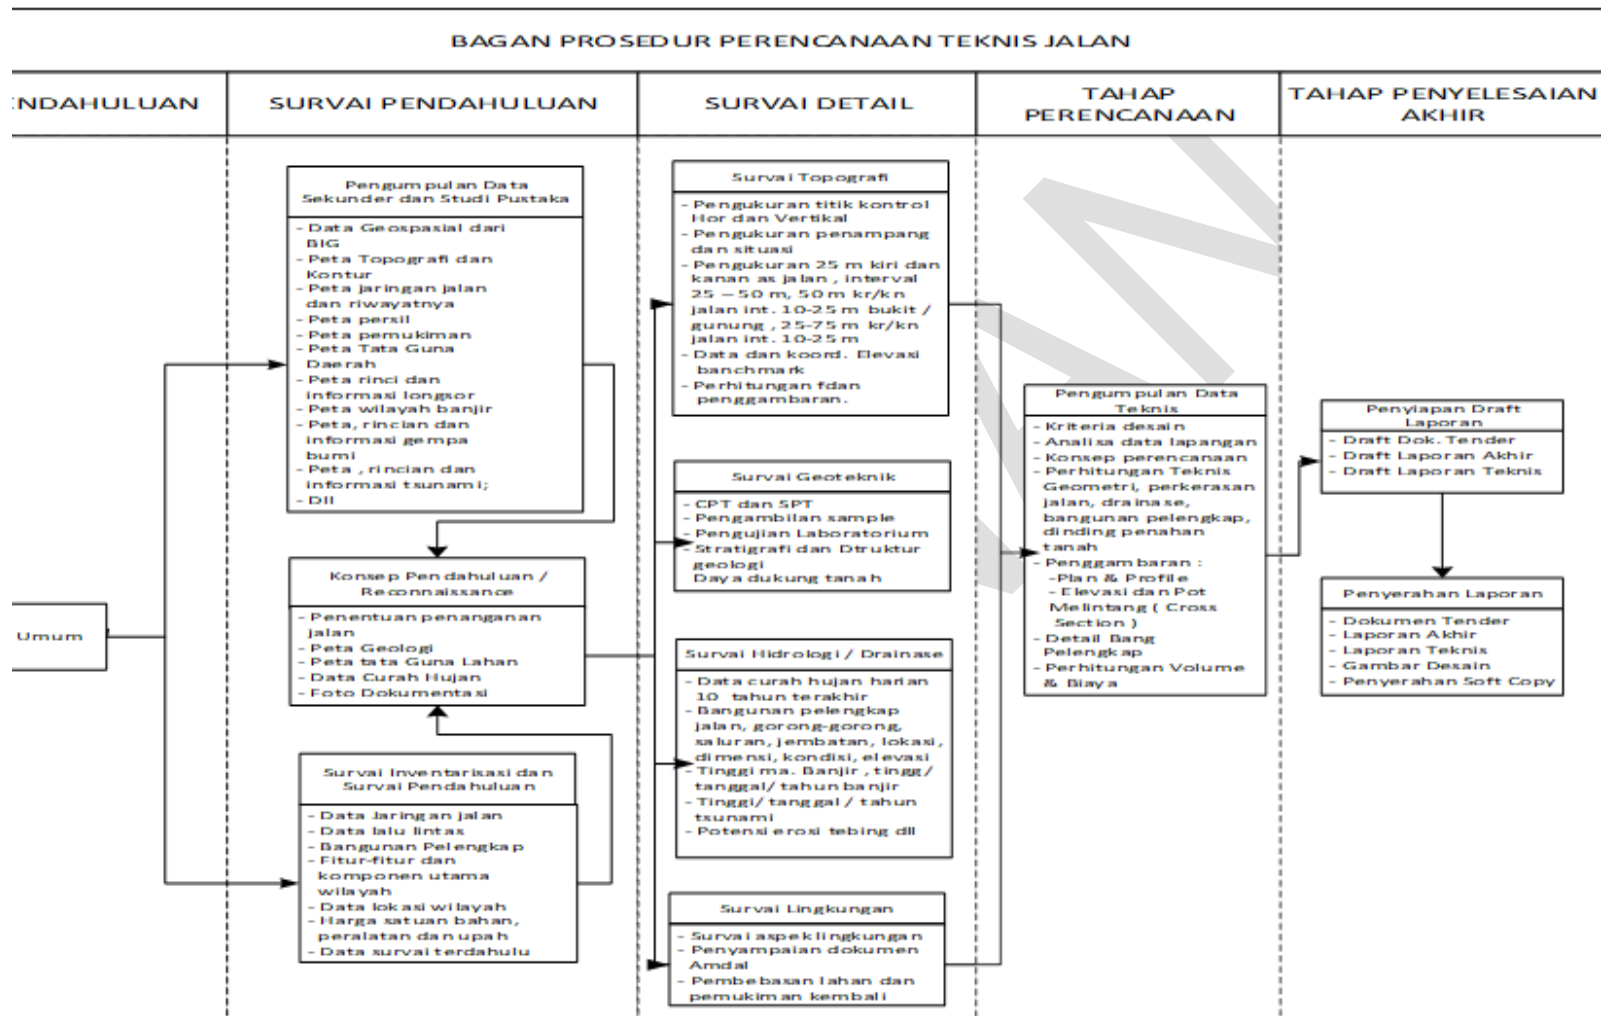 BAGAN PROSEDUR PERENCANAAN TEKNIS JALAN
NDAHULUAN
SURVAI PENDAHULUAN
SURVAI DETAIL
TAHAP
PERENCANAAN
TAHAP PENYELESAIAN
AKHIR
Umum
Pengumpulan Data
Sekunder dan Studi Pustaka
- Data Geospasial dari
BIG
- Peta Topografi dan
Kontur
- Peta jaringan jalan
dan riwayatnya
- Peta persil
- Peta pemukiman
- Peta Tata Guna
Daerah
- Peta rinci dan
informasi longsor
- Peta wilayah banjir
- Peta, rincian dan
informasi gempa
bumi
- Peta , rincian dan
informasi tsunami;
- Dll
Konsep Pendahuluan /
Reconnaissance
- Penentuan penanganan
jalan
- Peta Geologi
- Peta tata Guna Lahan
- Data Curah Hujan
- Foto Dokumentasi
Survai Inventarisasi dan
Survai Pendahuluan
- Data Jaringan jalan
- Data lalu lintas
- Bangunan Pelengkap
- Fitur-fitur dan
komponen utama
wilayah
- Data lokasi wilayah
- Harga satuan bahan,
peralatan dan upah
- Data survai terdahulu
Survai Topografi
- Pengukuran titik kontrol
Hor dan Vertikal
- Pengukuran penampang
dan situasi
- Pengukuran 25 m kiri dan
kanan as jalan , interval
25 – 50 m, 50 m kr/kn
jalan int. 10-25 m bukit /
gunung , 25-75 m kr/kn
jalan int. 10-25 m
- Data dan koord. Elevasi
banchmark
- Perhitungan fdan
penggambaran.
Survai Geoteknik
- CPT dan SPT
- Pengambilan sample
- Pengujian Laboratorium
- Stratigrafi dan Dtruktur
geologi
Daya dukung tanah
Survai Hidrologi / Drainase
- Data curah hujan harian
10 tahun terakhir
- Bangunan pelengkap
jalan, gorong-gorong,
saluran, jembatan, lokasi,
dimensi, kondisi, elevasi
- Tinggi ma. Banjir , tingg/
tanggal/ tahun banjir
- Tinggi/ tanggal / tahun
tsunami
- Potensi erosi tebing dll
Survai Lingkungan
- Survai aspek lingkungan
- Penyampaian dokumen
Amdal
- Pembebasan lahan dan
pemukiman kembali
Pengumpulan Data
Teknis
- Kriteria desain
- Analisa data lapangan
- Konsep perencanaan
- Perhitungan Teknis
Geometri, perkerasan
jalan, drainase,
bangunan pelengkap,
dinding penahan
tanah
- Penggambaran :
-Plan & Profile
- Elevasi dan Pot
Melintang ( Cross
Section )
- Detail Bang
Pelengkap
- Perhitungan Volume
& Biaya
Penyiapan Draft
Laporan
- Draft Dok. Tender
- Draft Laporan Akhir
- Draft Laporan Teknis
Penyerahan Laporan
- Dokumen Tender
- Laporan Akhir
- Laporan Teknis
- Gambar Desain
- Penyerahan Soft Copy